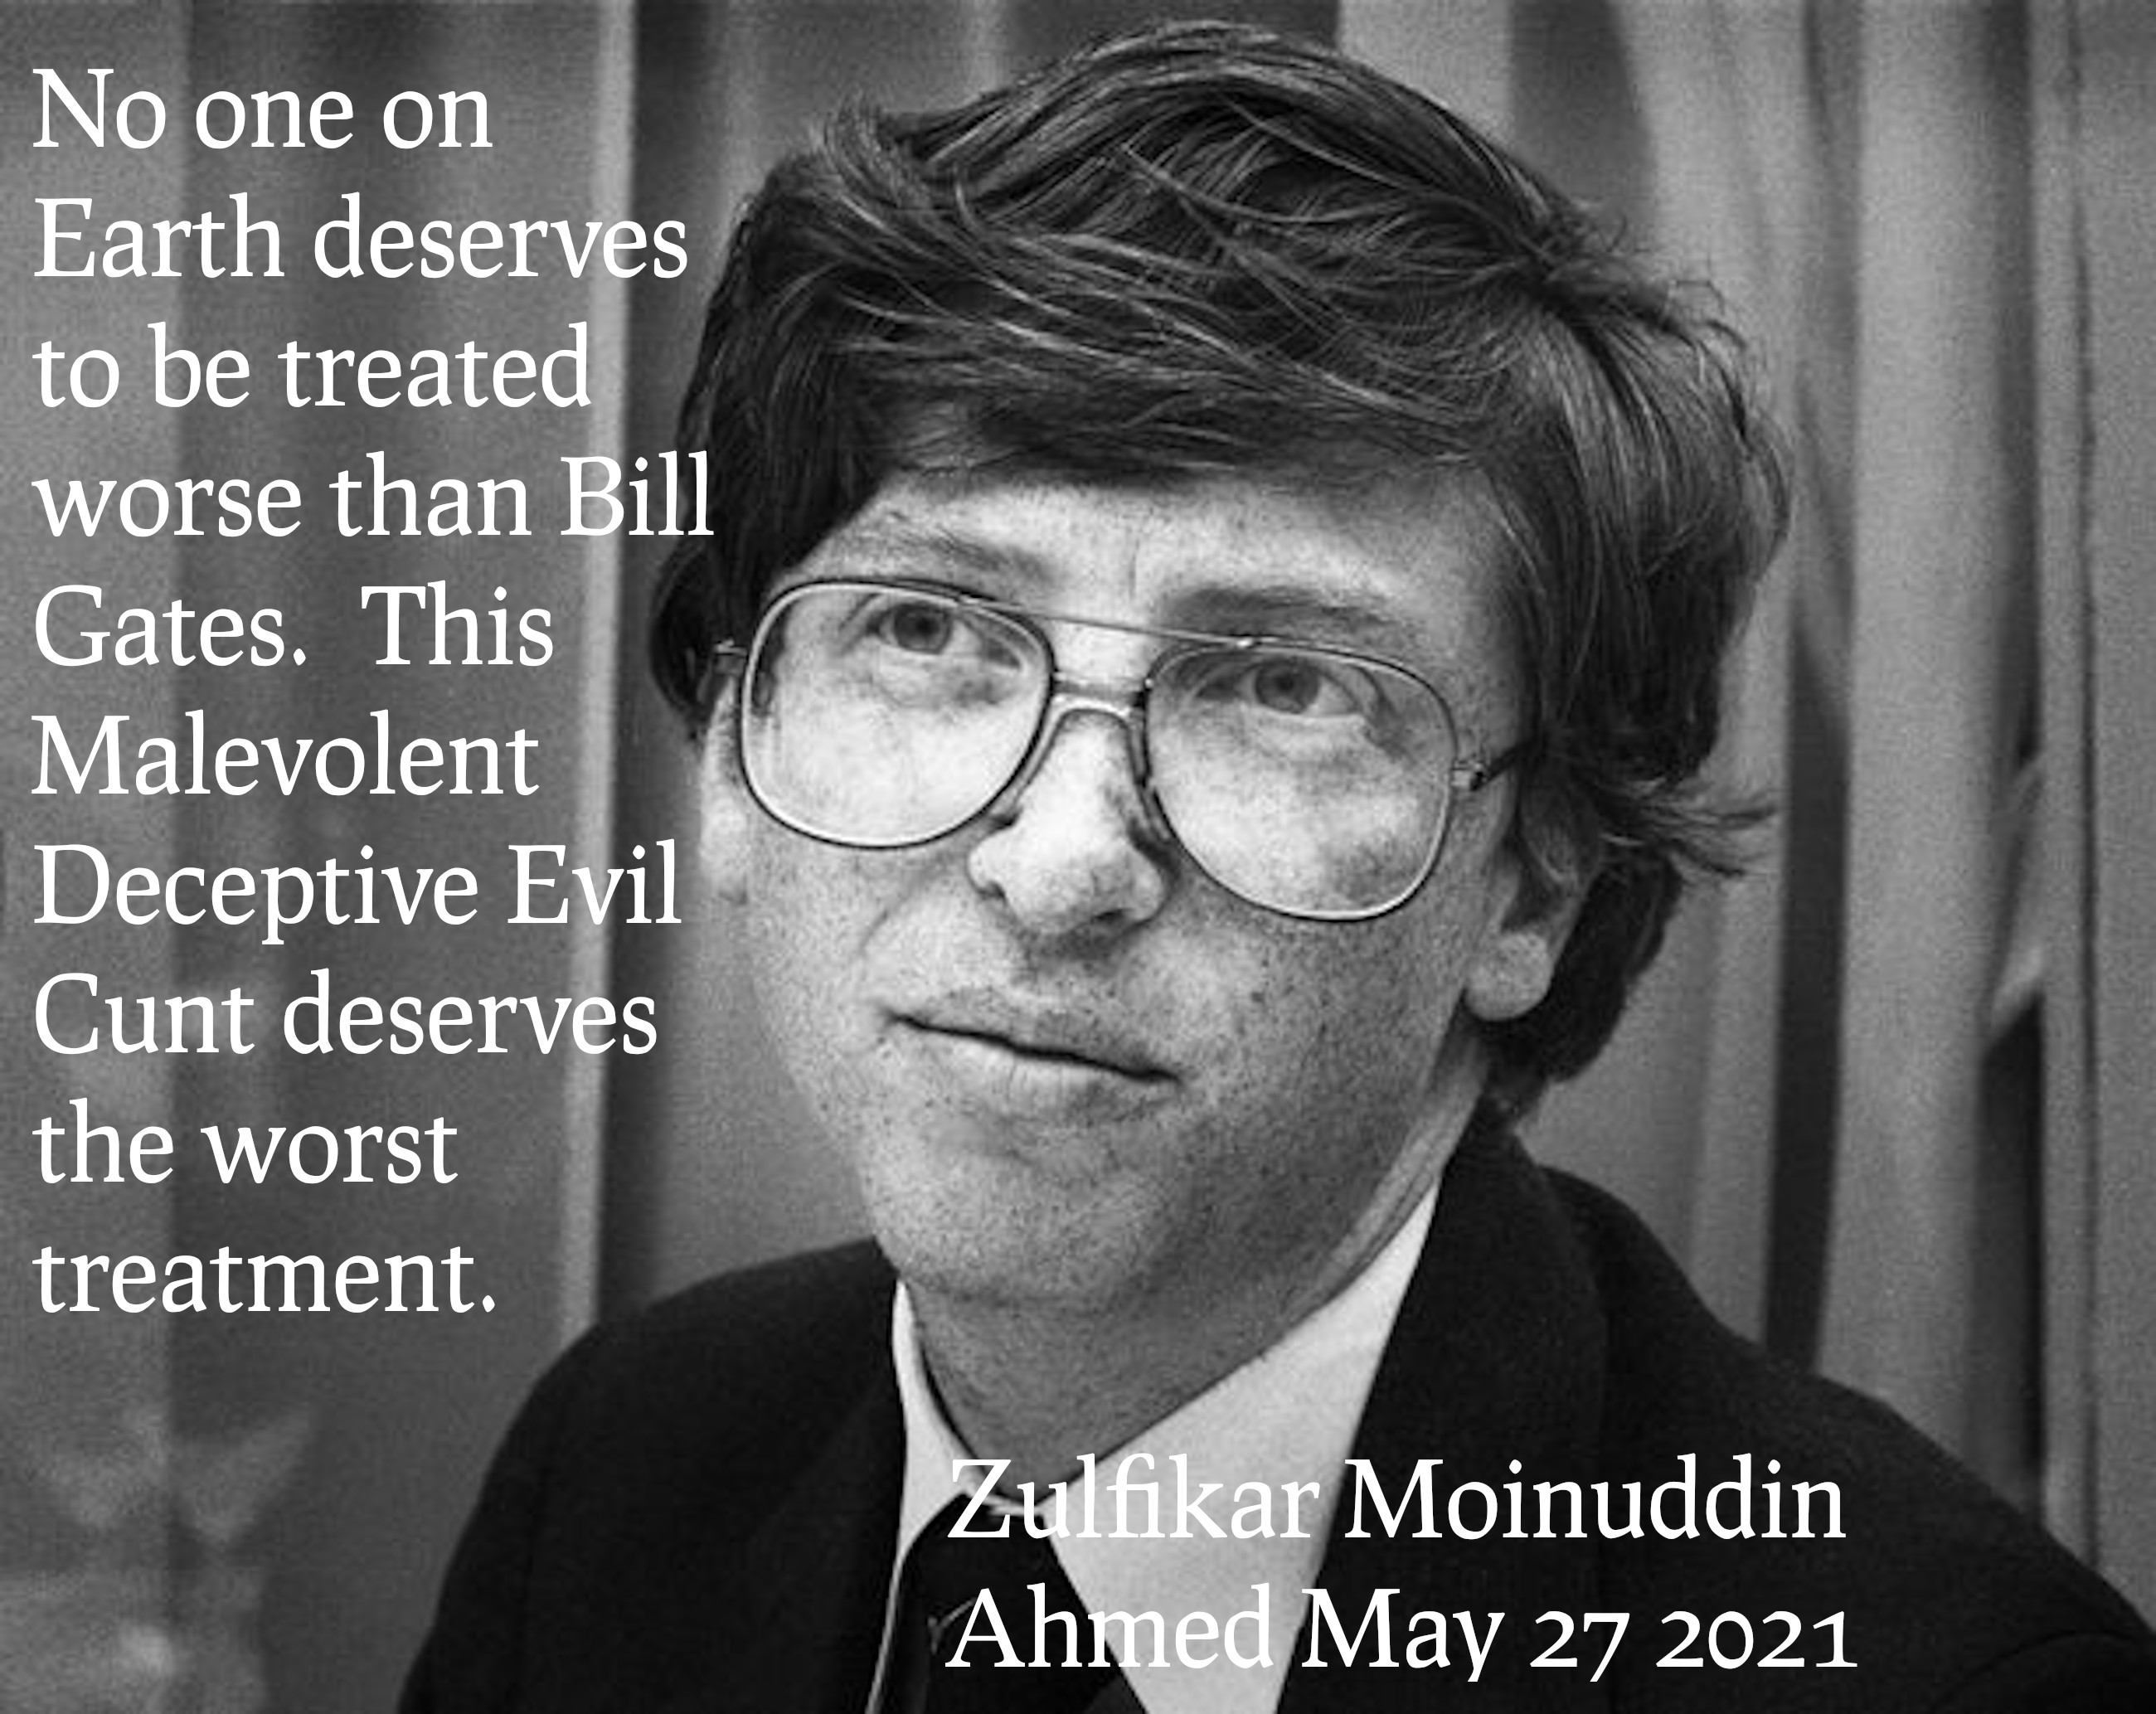 No one on
Earth deserves
to be treated
worse than Bill
Gates.  This
Malevolent
Deceptive Evil
Cunt deserves
the worst
treatment.
Zulfikar Moinuddin
Ahmed May 27 2021